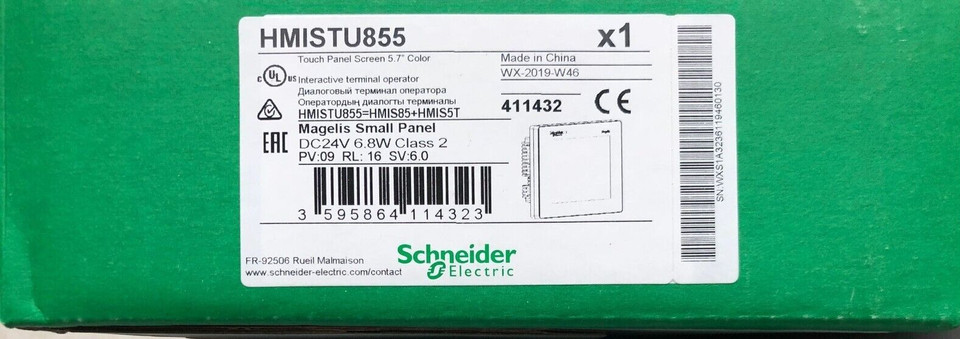 HMISTU855
x1
Touch Panel Screen 5.7" Color
Made in China
WX-2019-W46
C UL US
Interactive terminal operator
Диалоговый терминал оператора
Оператордың диалогты терминалы
HMISTU855=HMIS85+HMIS5T
411432
CE
EAC
Magelis Small Panel
DC24V 6.8W Class 2
PV:09 RL: 16 SV:6.0
3 595864 114323
SN:WXS1A3236119460130
FR-92506 Rueil Malmaison
www.schneider-electric.com/contact
Schneider
Electric